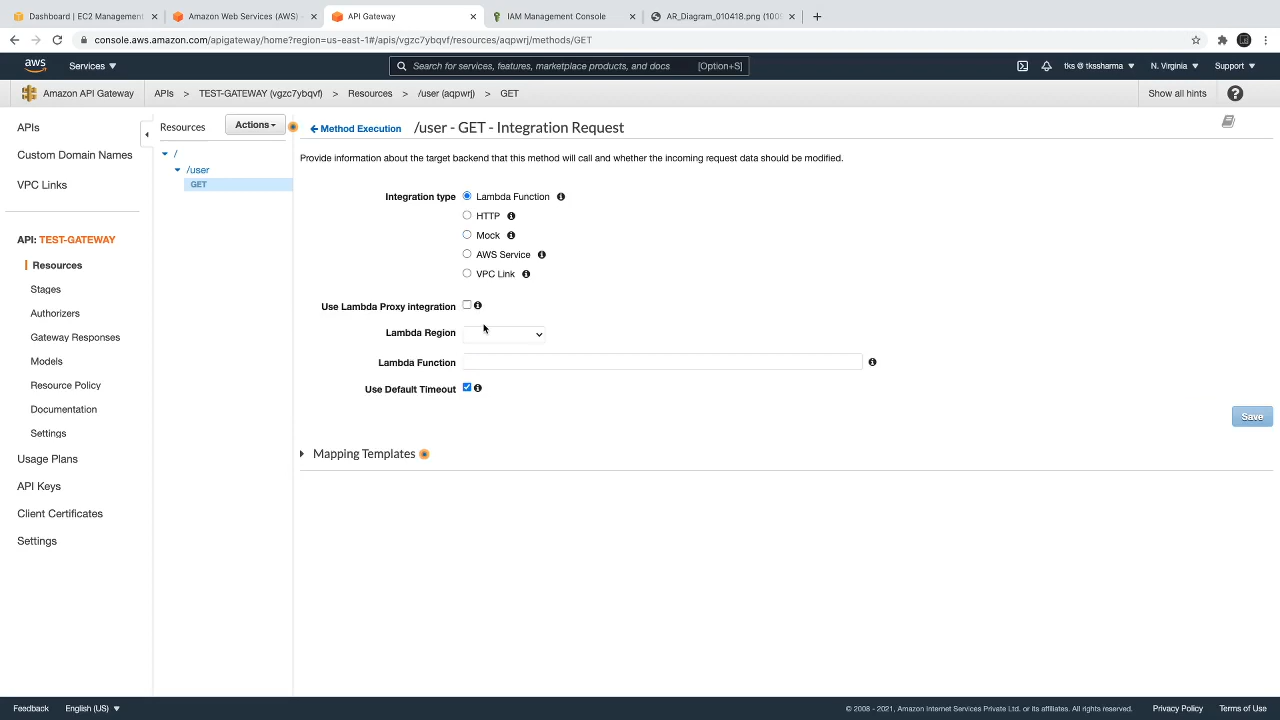 Dashboard | EC2 Management
Amazon Web Services (AWS) -
API Gateway
IAM Management Console
AR_Diagram_010418.png (100
console.aws.amazon.com/apigateway/home?region=us-east-1#/apis/vgzc7ybqvf/resources/aqpwrj/methods/GET
aws
Services
Search for services, features, marketplace products, and docs [Option+S]
tks @ tkssharma
N. Virginia
Support
Amazon API Gateway
APIs > TEST-GATEWAY (vgzc7ybqvf) > Resources > /user (aqpwrj) > GET
Show all hints
APIs
Custom Domain Names
VPC Links
API: TEST-GATEWAY
Resources
Stages
Authorizers
Gateway Responses
Models
Resource Policy
Documentation
Settings
Usage Plans
API Keys
Client Certificates
Settings
Resources
Actions
/
/user
GET
Method Execution
/user - GET - Integration Request
Provide information about the target backend that this method will call and whether the incoming request data should be modified.
Integration type
Lambda Function
HTTP
Mock
AWS Service
VPC Link
Use Lambda Proxy integration
Lambda Region
Lambda Function
Use Default Timeout
Save
Mapping Templates
Feedback
English (US)
© 2008 - 2021, Amazon Internet Services Private Ltd. or its affiliates. All rights reserved.
Privacy Policy
Terms of Use